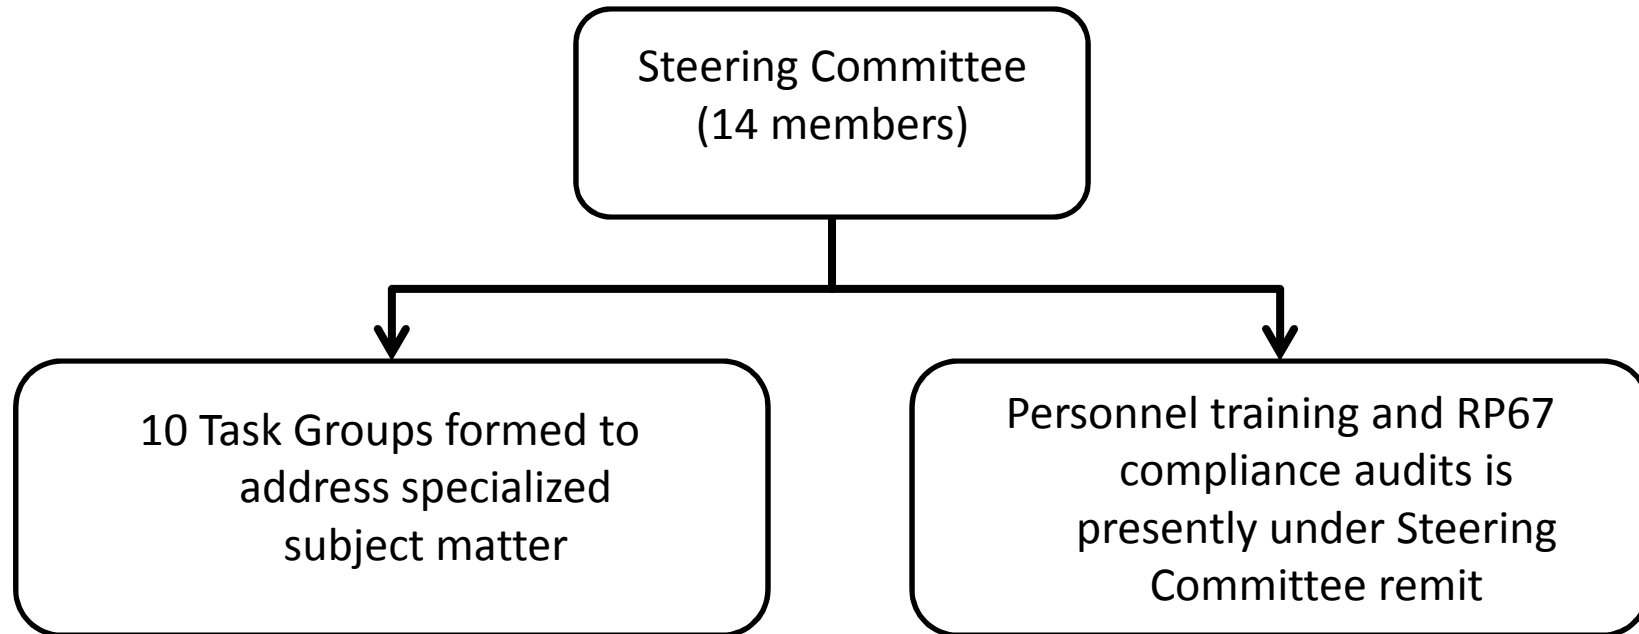 Steering Committee
(14 members)
10 Task Groups formed to
address specialized
subject matter
Personnel training and RP67
compliance audits is
presently under Steering
Committee remit